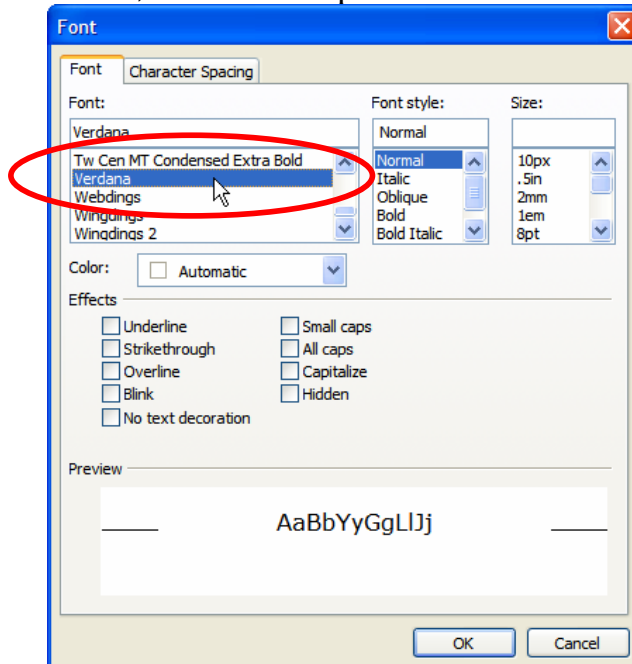 Font
Font Character Spacing
Font: Font style: Size:
Verdana Normal
Tw Cen MT Condensed Extra Bold Normal 10px
Verdana Italic .5in
Webdings Oblique 2mm
Wingdings Bold 1em
Wingdings 2 Bold Italic 8pt
Color: Automatic
Effects
Underline Small caps
Strikethrough All caps
Overline Capitalize
Blink Hidden
No text decoration
Preview
AaBbYyGgLlJj
OK Cancel